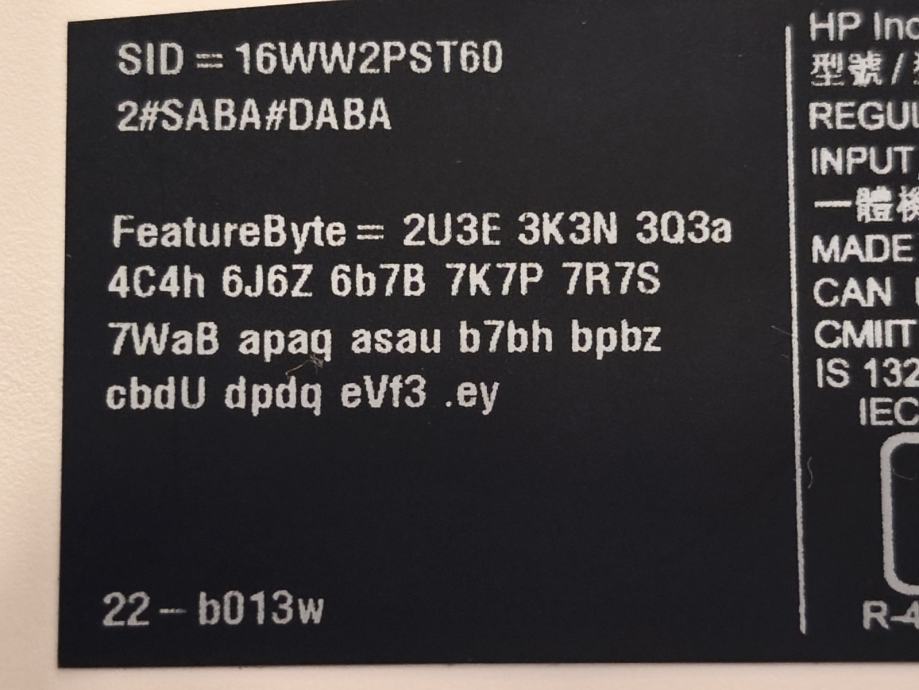 SID = 16WW2PST60
2#SABA#DABA
FeatureByte = 2U3E 3K3N 3Q3a
4C4h 6J6Z 6b7B 7K7P 7R7S
7WaB apaq asau b7bh bpbz
cbdU dpdq eVf3 .ey
22-b013w
HP Inc
型號 /
REGUL
INPUT
一體機
MADE
CAN
CMIIT
IS 132
IEC
R-4